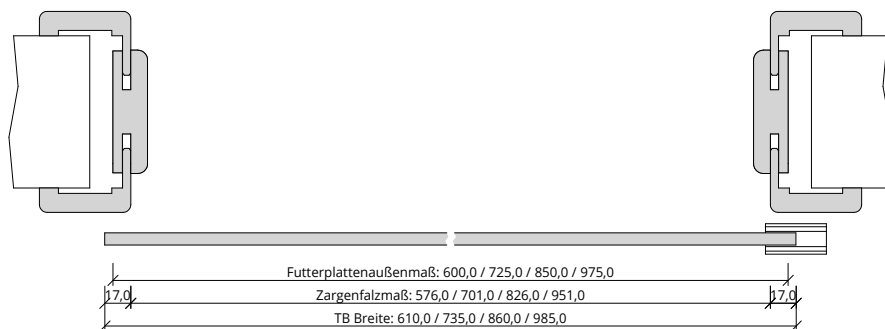 Futterplattenaußenmaß: 600,0 / 725,0 / 850,0 / 975,0
17,0 Zargenfalzmaß: 576,0 / 701,0 / 826,0 / 951,0 17,0
TB Breite: 610,0 / 735,0 / 860,0 / 985,0